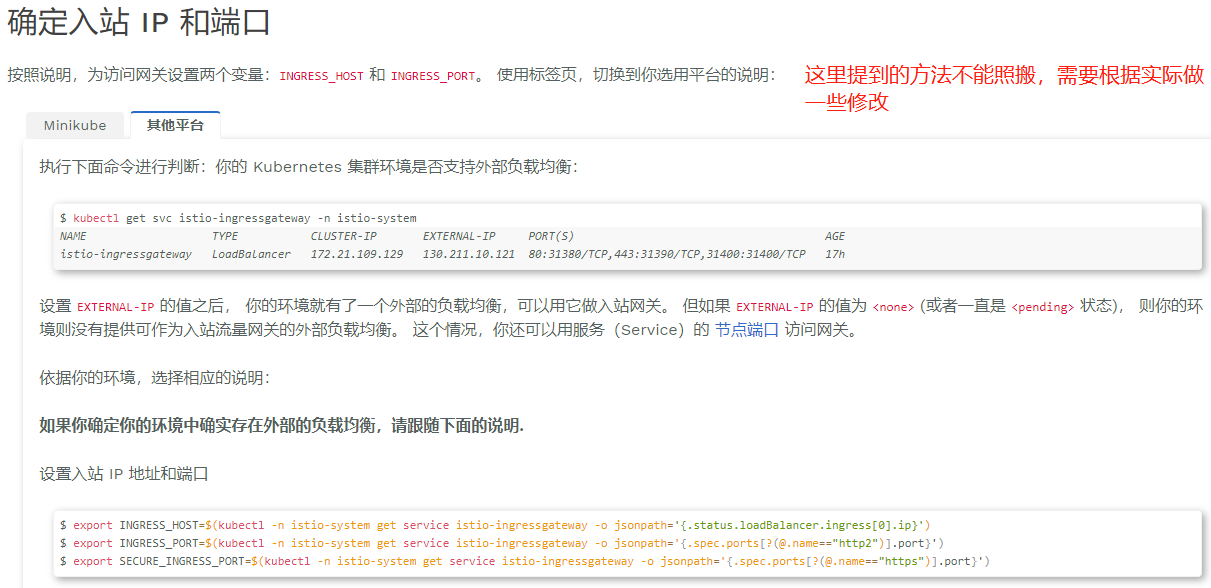 确定入站 IP 和端口
按照说明，为访问网关设置两个变量：INGRESS_HOST 和 INGRESS_PORT。 使用标签页，切换到你选用平台的说明：
这里提到的方法不能照搬，需要根据实际做
一些修改
Minikube 其他平台
执行下面命令进行判断：你的 Kubernetes 集群环境是否支持外部负载均衡：
$ kubectl get svc istio-ingressgateway -n istio-system
NAME TYPE CLUSTER-IP EXTERNAL-IP PORT(S) AGE
istio-ingressgateway LoadBalancer 172.21.109.129 130.211.10.121 80:31380/TCP,443:31390/TCP,31400:31400/TCP 17h
设置 EXTERNAL-IP 的值之后， 你的环境就有了一个外部的负载均衡，可以用它做入站网关。 但如果 EXTERNAL-IP 的值为 <none> (或者一直是 <pending> 状态)， 则你的环
境则没有提供可作为入站流量网关的外部负载均衡。 这个情况，你还可以用服务（Service）的 节点端口 访问网关。
依据你的环境，选择相应的说明：
如果你确定你的环境中确实存在外部的负载均衡，请跟随下面的说明.
设置入站 IP 地址和端口
$ export INGRESS_HOST=$(kubectl -n istio-system get service istio-ingressgateway -o jsonpath='{.status.loadBalancer.ingress[0].ip}')
$ export INGRESS_PORT=$(kubectl -n istio-system get service istio-ingressgateway -o jsonpath='{.spec.ports[?(@.name=="http2")].port}')
$ export SECURE_INGRESS_PORT=$(kubectl -n istio-system get service istio-ingressgateway -o jsonpath='{.spec.ports[?(@.name=="https")].port}')